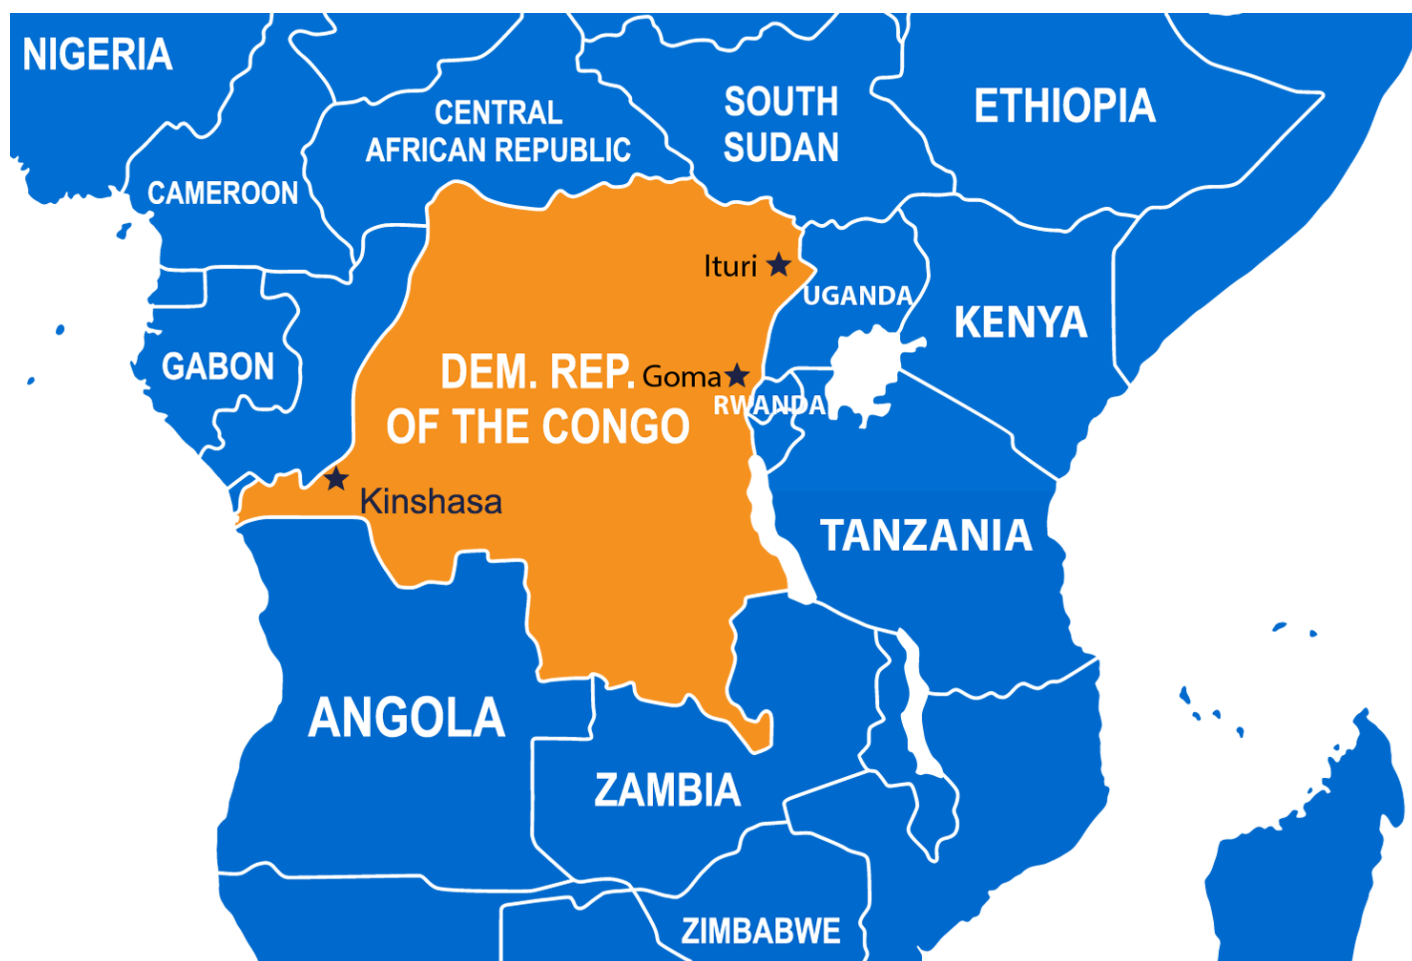 NIGERIA
CENTRAL
AFRICAN REPUBLIC
SOUTH
SUDAN
ETHIOPIA
CAMEROON
Ituri
UGANDA
KENYA
GABON
DEM. REP.
OF THE CONGO
Goma
RWANDA
Kinshasa
TANZANIA
ANGOLA
ZAMBIA
ZIMBABWE